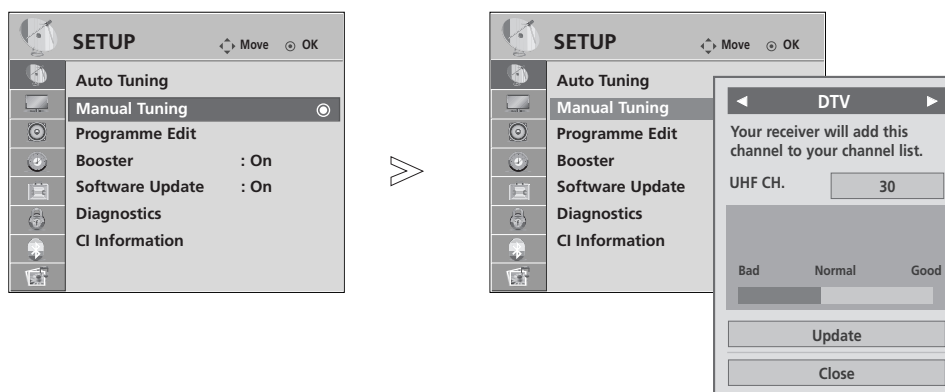 SETUP
Move OK
Auto Tuning
Manual Tuning
Programme Edit
Booster : On
Software Update : On
Diagnostics
CI Information
SETUP
Move OK
Auto Tuning
Manual Tuning
Programme Edit
Booster
Software Update
Diagnostics
CI Information
DTV
Your receiver will add this
channel to your channel list.
UHF CH. 30
Bad Normal Good
Update
Close